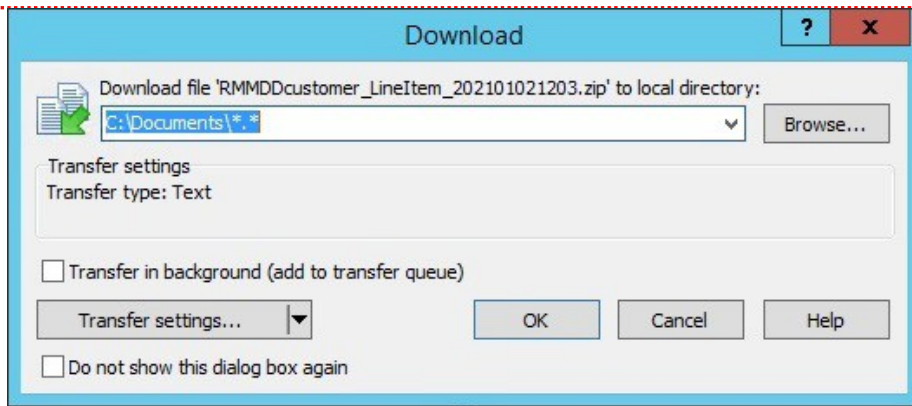 Download
?
x
Download file 'RMMDDcustomer_LineItem_202101021203.zip' to local directory:
C:\Documents\*.*
Browse...
Transfer settings
Transfer type: Text
Transfer in background (add to transfer queue)
Transfer settings...
OK
Cancel
Help
Do not show this dialog box again